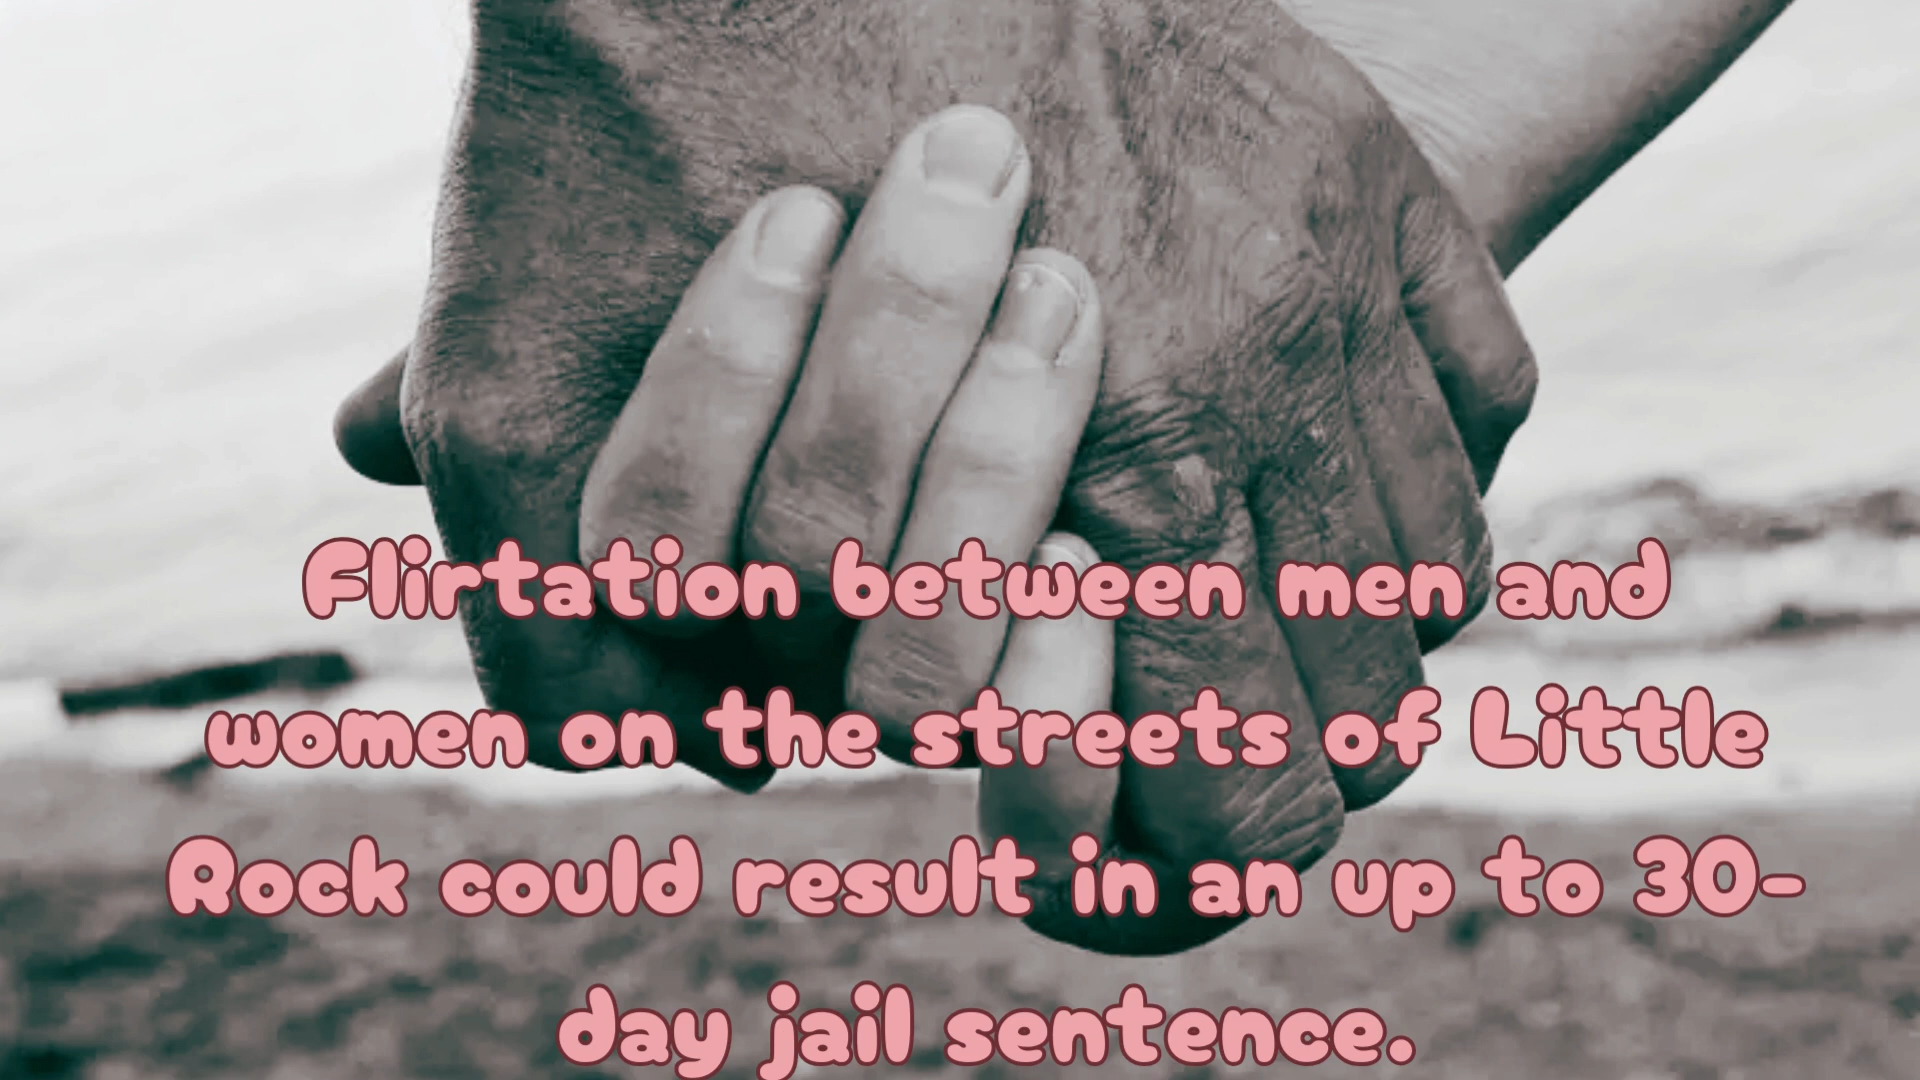 Flirtation between men and
women on the streets of Little
Rock could result in an up to 30-
day jail sentence.